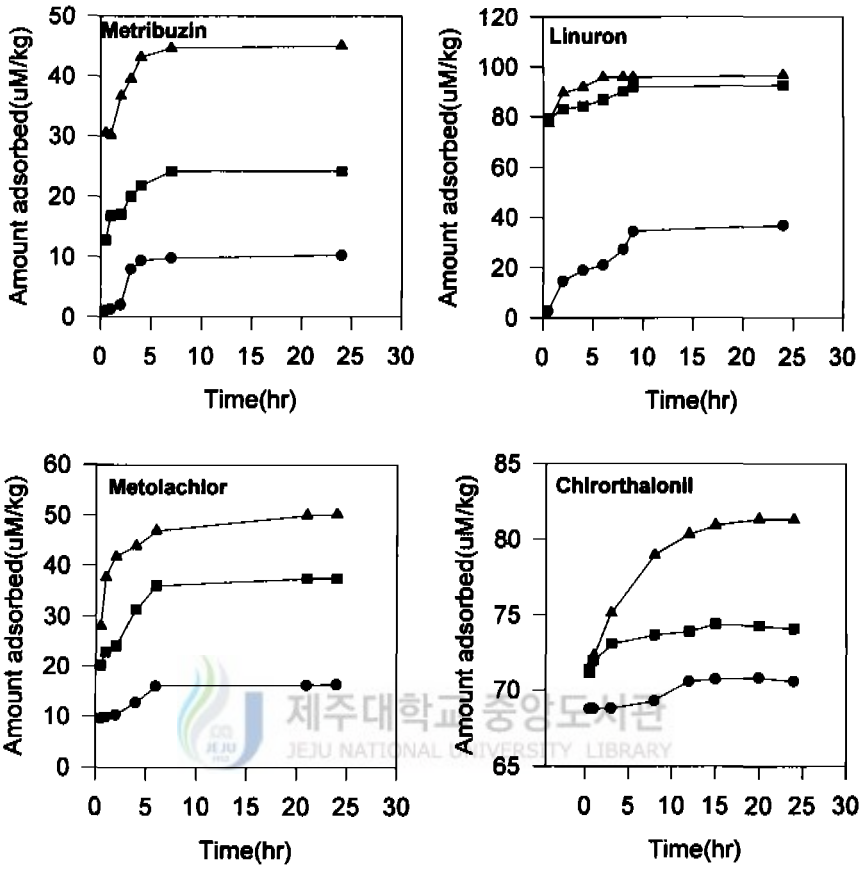 Metribuzin
Amount adsorbed(uM/kg)
50
40
30
20
10
0
0 5 10 15 20 25 30
Time(hr)
Linuron
Amount adsorbed(uM/kg)
120
100
80
60
40
20
0
0 5 10 15 20 25 30
Time(hr)
Metolachlor
Amount adsorbed(uM/kg)
60
50
40
30
20
10
0
0 5 10 15 20 25 30
Time(hr)
Chlrorthalonil
Amount adsorbed(uM/kg)
85
80
75
70
65
0 5 10 15 20 25 30
Time(hr)
제주대학교 중앙도서관
JEJU NATIONAL UNIVERSITY LIBRARY
JEJU